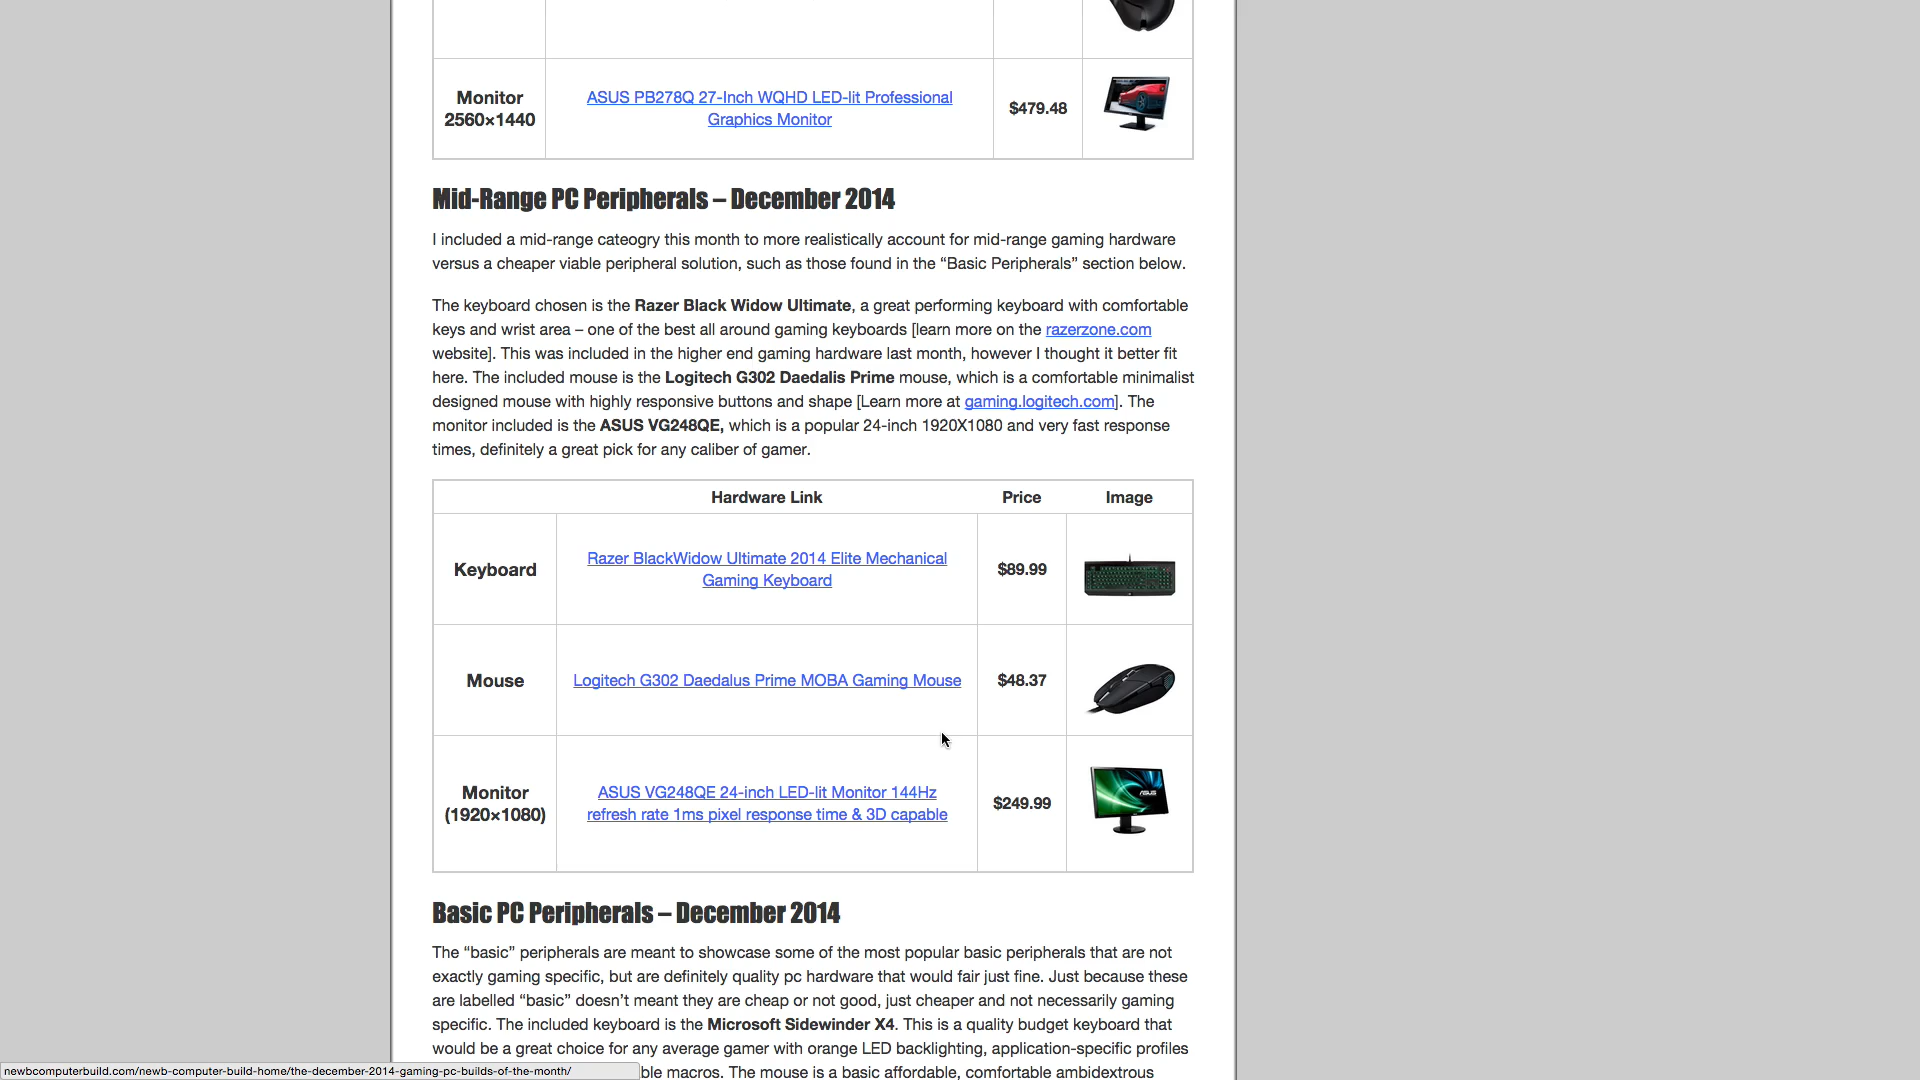 Monitor
2560×1440
ASUS PB278Q 27-Inch WQHD LED-lit Professional
Graphics Monitor
$479.48
Mid-Range PC Peripherals – December 2014
I included a mid-range cateogry this month to more realistically account for mid-range gaming hardware
versus a cheaper viable peripheral solution, such as those found in the “Basic Peripherals” section below.
The keyboard chosen is the Razer Black Widow Ultimate, a great performing keyboard with comfortable
keys and wrist area – one of the best all around gaming keyboards [learn more on the razerzone.com
website]. This was included in the higher end gaming hardware last month, however I thought it better fit
here. The included mouse is the Logitech G302 Daedalis Prime mouse, which is a comfortable minimalist
designed mouse with highly responsive buttons and shape [Learn more at gaming.logitech.com]. The
monitor included is the ASUS VG248QE, which is a popular 24-inch 1920X1080 and very fast response
times, definitely a great pick for any caliber of gamer.
Hardware Link Price Image
Keyboard
Razer BlackWidow Ultimate 2014 Elite Mechanical
Gaming Keyboard
$89.99
Mouse
Logitech G302 Daedalus Prime MOBA Gaming Mouse
$48.37
Monitor
(1920×1080)
ASUS VG248QE 24-inch LED-lit Monitor 144Hz
refresh rate 1ms pixel response time & 3D capable
$249.99
ASUS
Basic PC Peripherals – December 2014
The “basic” peripherals are meant to showcase some of the most popular basic peripherals that are not
exactly gaming specific, but are definitely quality pc hardware that would fair just fine. Just because these
are labelled “basic” doesn’t meant they are cheap or not good, just cheaper and not necessarily gaming
specific. The included keyboard is the Microsoft Sidewinder X4. This is a quality budget keyboard that
would be a great choice for any average gamer with orange LED backlighting, application-specific profiles
ble macros. The mouse is a basic affordable, comfortable ambidextrous
newbcomputerbuild.com/newb-computer-build-home/the-december-2014-gaming-pc-builds-of-the-month/